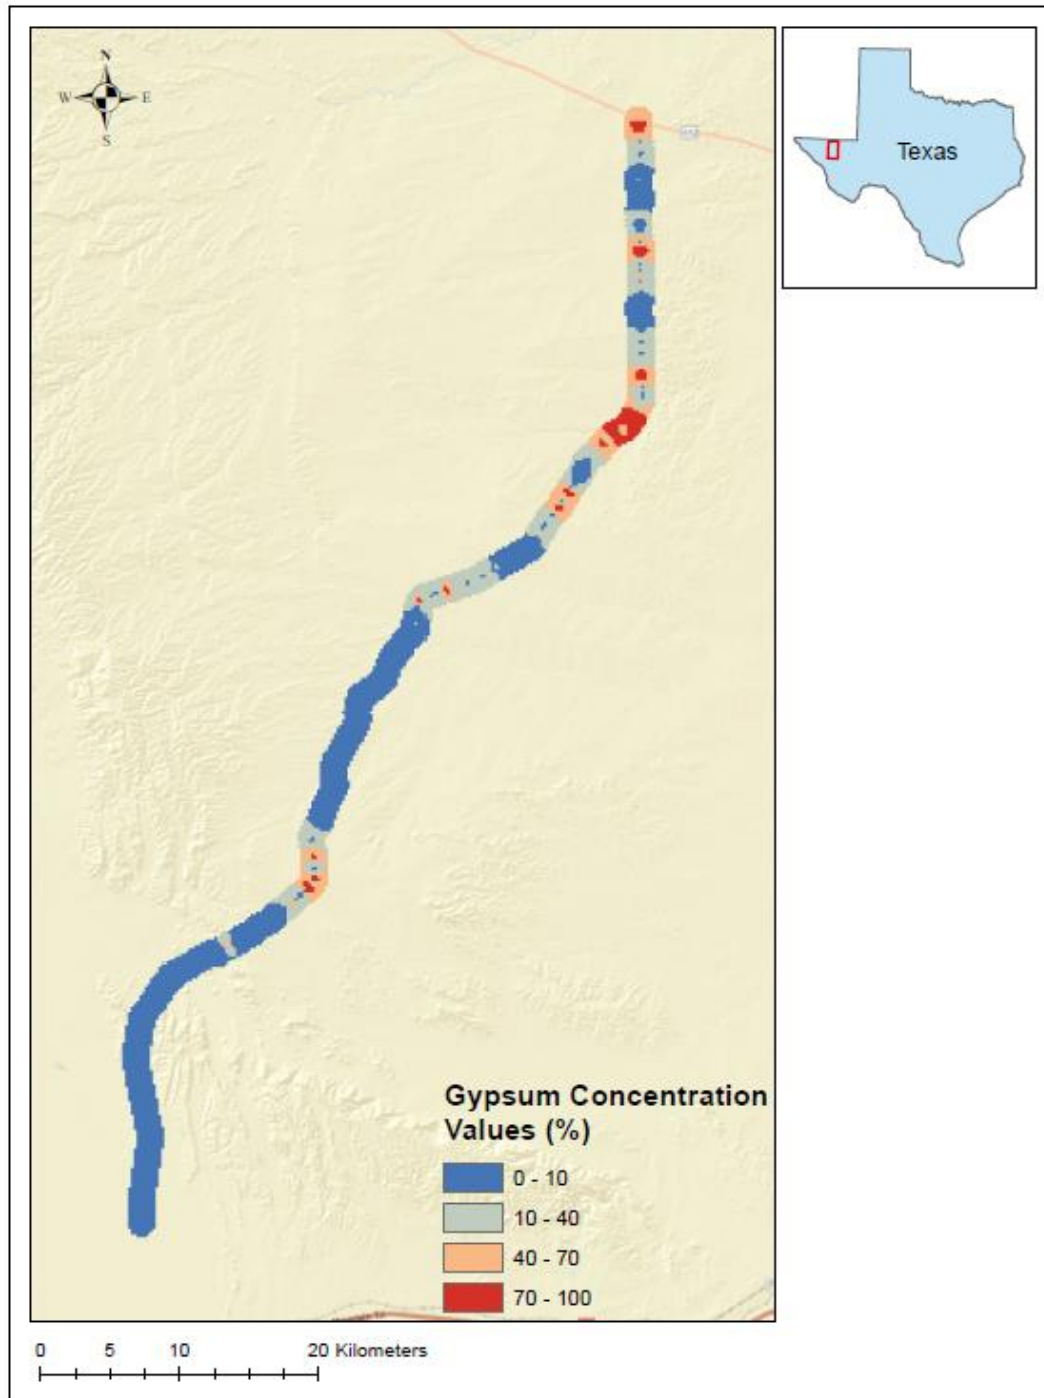 N
W E
S
Texas
Gypsum Concentration
Values (%)
0 - 10
10 - 40
40 - 70
70 - 100
0 5 10 20 Kilometers